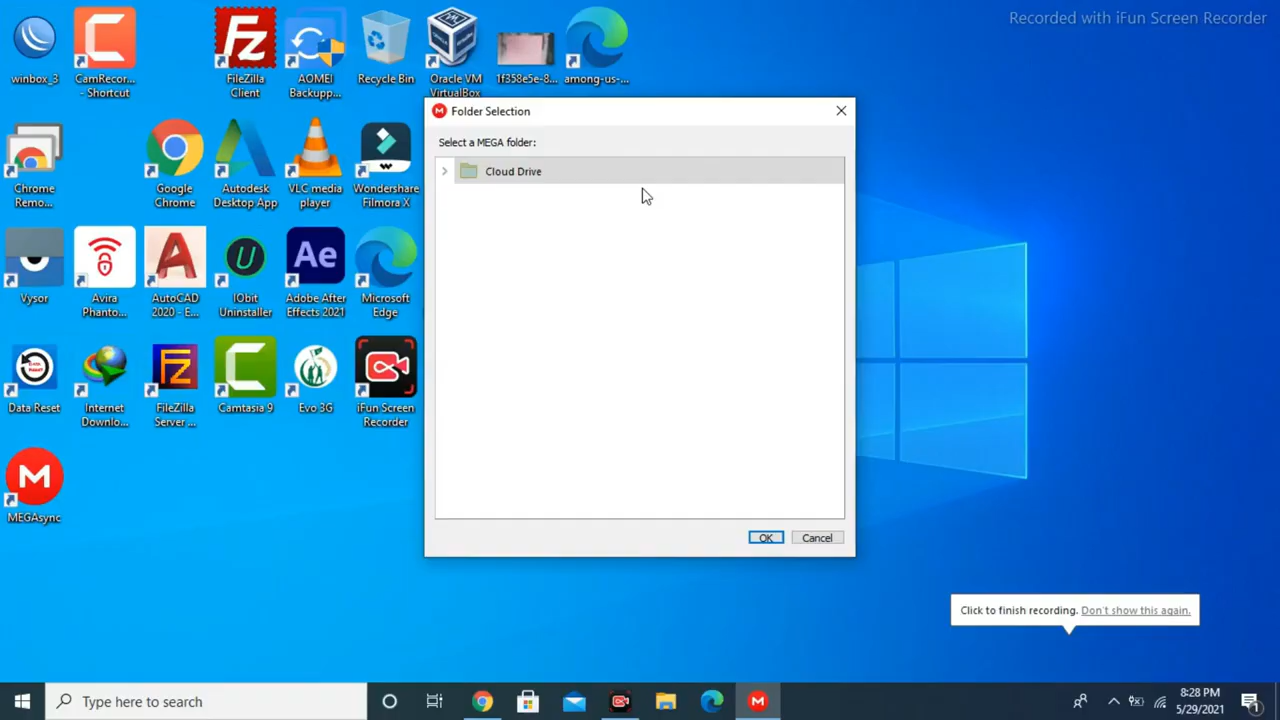 Recorded with iFun Screen Recorder
winbox_3
CamRecor...
- Shortcut
FileZilla
Client
AOMEI
Backupp...
Recycle Bin
Oracle VM
VirtualBox
1f358e5e-8...
among-us-...
Chrome
Remo...
Google
Chrome
Autodesk
Desktop App
VLC media
player
Wondershare
Filmora X
Vysor
Avira
Phanto...
AutoCAD
2020 - E...
IObit
Uninstaller
Adobe After
Effects 2021
Microsoft
Edge
Data Reset
Internet
Downlo...
FileZilla
Server ...
Camtasia 9
Evo 3G
iFun Screen
Recorder
MEGAsync
Folder Selection
Select a MEGA folder:
Cloud Drive
OK
Cancel
Click to finish recording. Don't show this again.
Type here to search
8:28 PM
5/29/2021
1